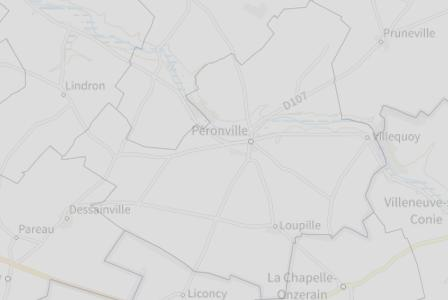 Pruneville
Lindron
D107
Péronville
Villequoy
Villeneuve-s
Conie
Dessainville
Loupille
Pareau
La Chapelle-
Onzerain
Liconcy